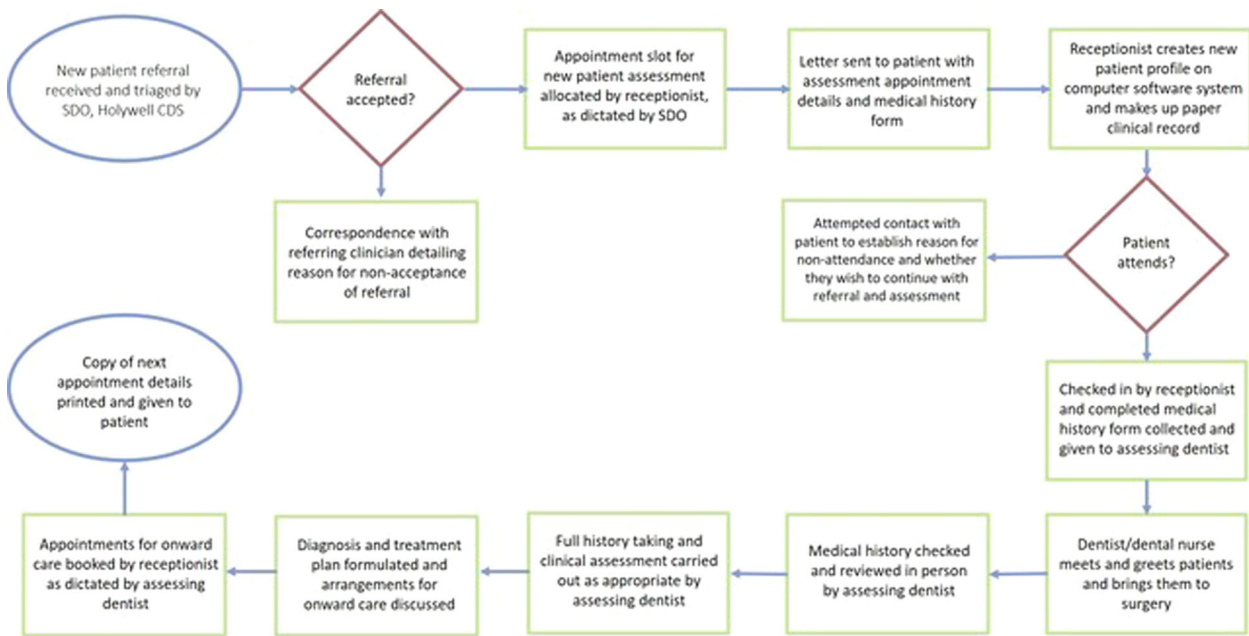 New patient referral
received and triaged by
SDO, Holywell CDS
Referral
accepted?
Appointment slot for
new patient assessment
allocated by receptionist,
as dictated by SDO
Letter sent to patient with
assessment appointment
details and medical history
form
Receptionist creates new
patient profile on
computer software system
and makes up paper
clinical record
Correspondence with
referring clinician detailing
reason for non-acceptance
of referral
Attempted contact with
patient to establish reason for
non-attendance and whether
they wish to continue with
referral and assessment
Patient
attends?
Checked in by receptionist
and completed medical
history form collected and
given to assessing dentist
Dentist/dental nurse
meets and greets patients
and brings them to
surgery
Medical history checked
and reviewed in person
by assessing dentist
Full history taking and
clinical assessment carried
out as appropriate by
assessing dentist
Diagnosis and treatment
plan formulated and
arrangements for
onward care discussed
Appointments for onward
care booked by receptionist
as dictated by assessing
dentist
Copy of next
appointment details
printed and given to
patient